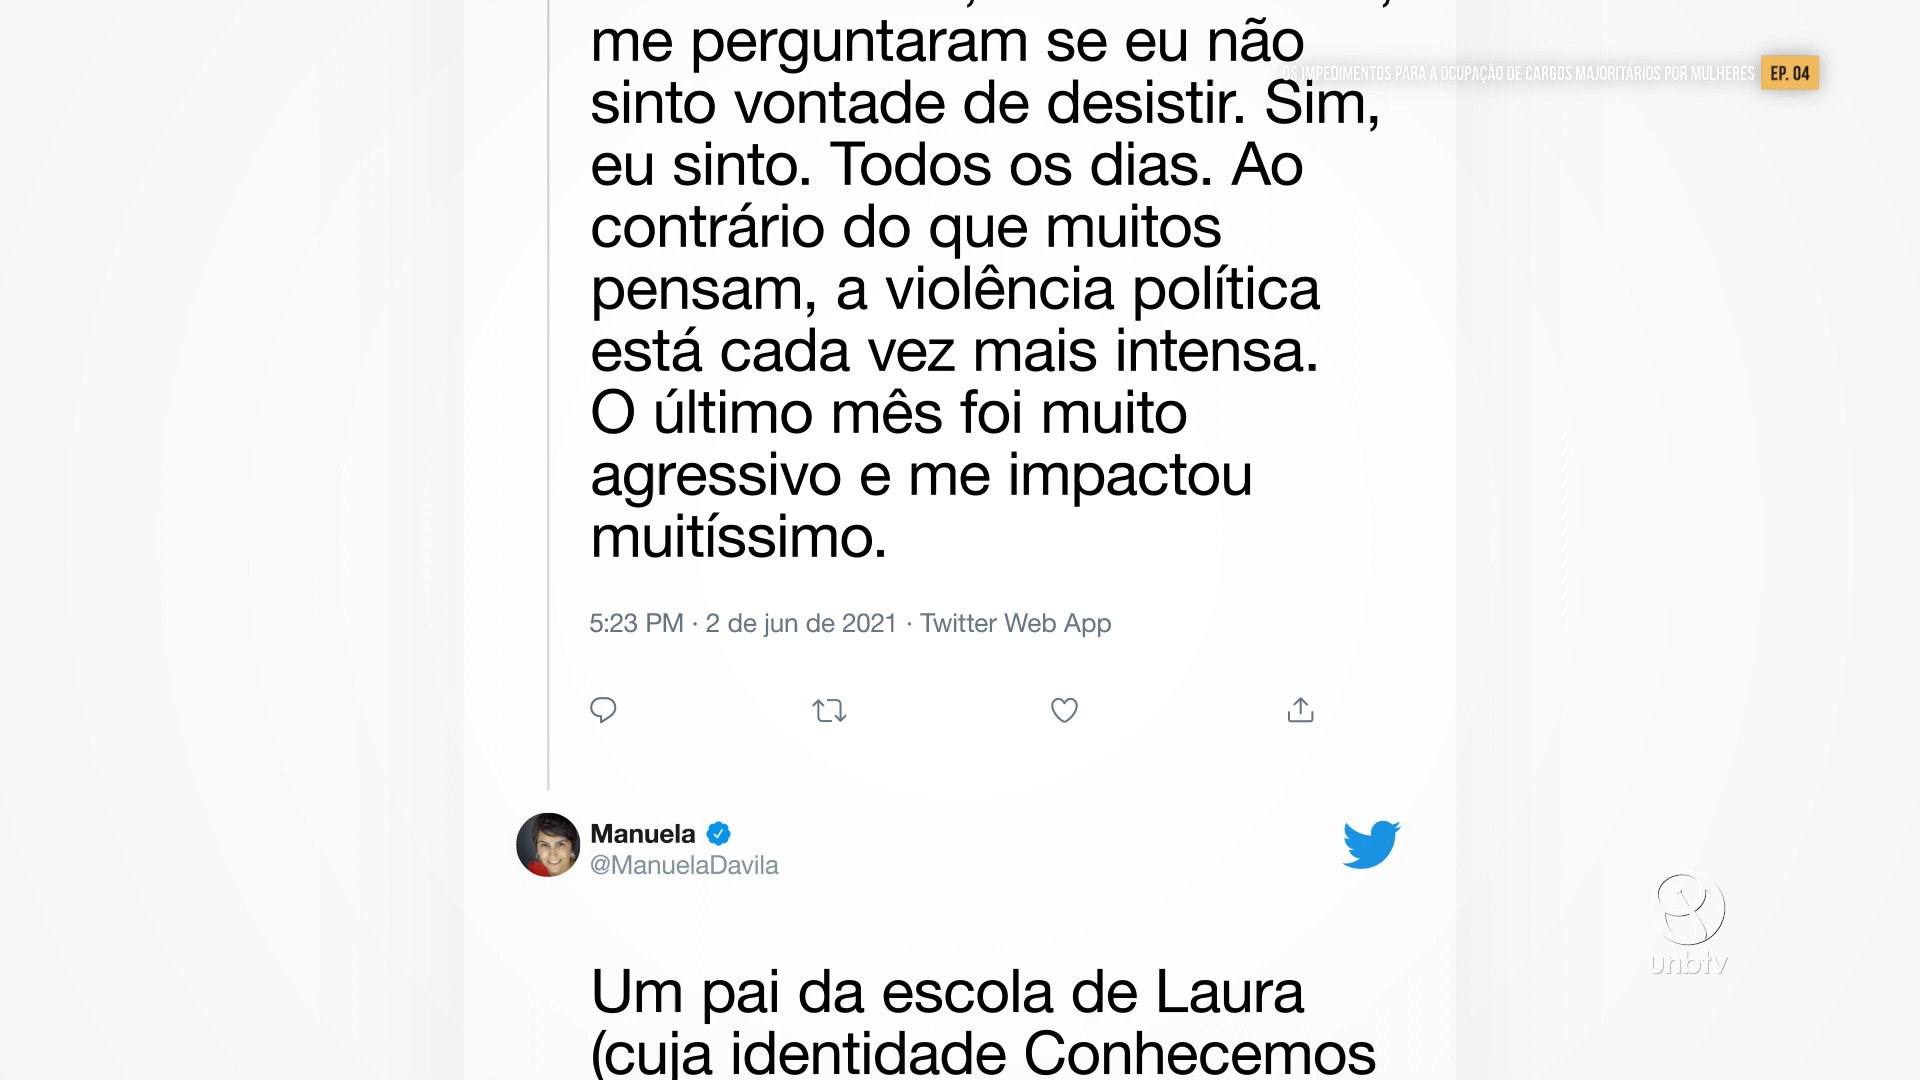 me perguntaram se eu não
sinto vontade de desistir. Sim,
eu sinto. Todos os dias. Ao
contrário do que muitos
pensam, a violência política
está cada vez mais intensa.
O último mês foi muito
agressivo e me impactou
muitíssimo.
OS IMPEDIMENTOS PARA A OCUPAÇÃO DE CARGOS MAJORITÁRIOS POR MULHERES
EP. 04
5:23 PM · 2 de jun de 2021 · Twitter Web App
Manuela
@ManuelaDavila
unbtv
Um pai da escola de Laura
(cuja identidade Conhecemos